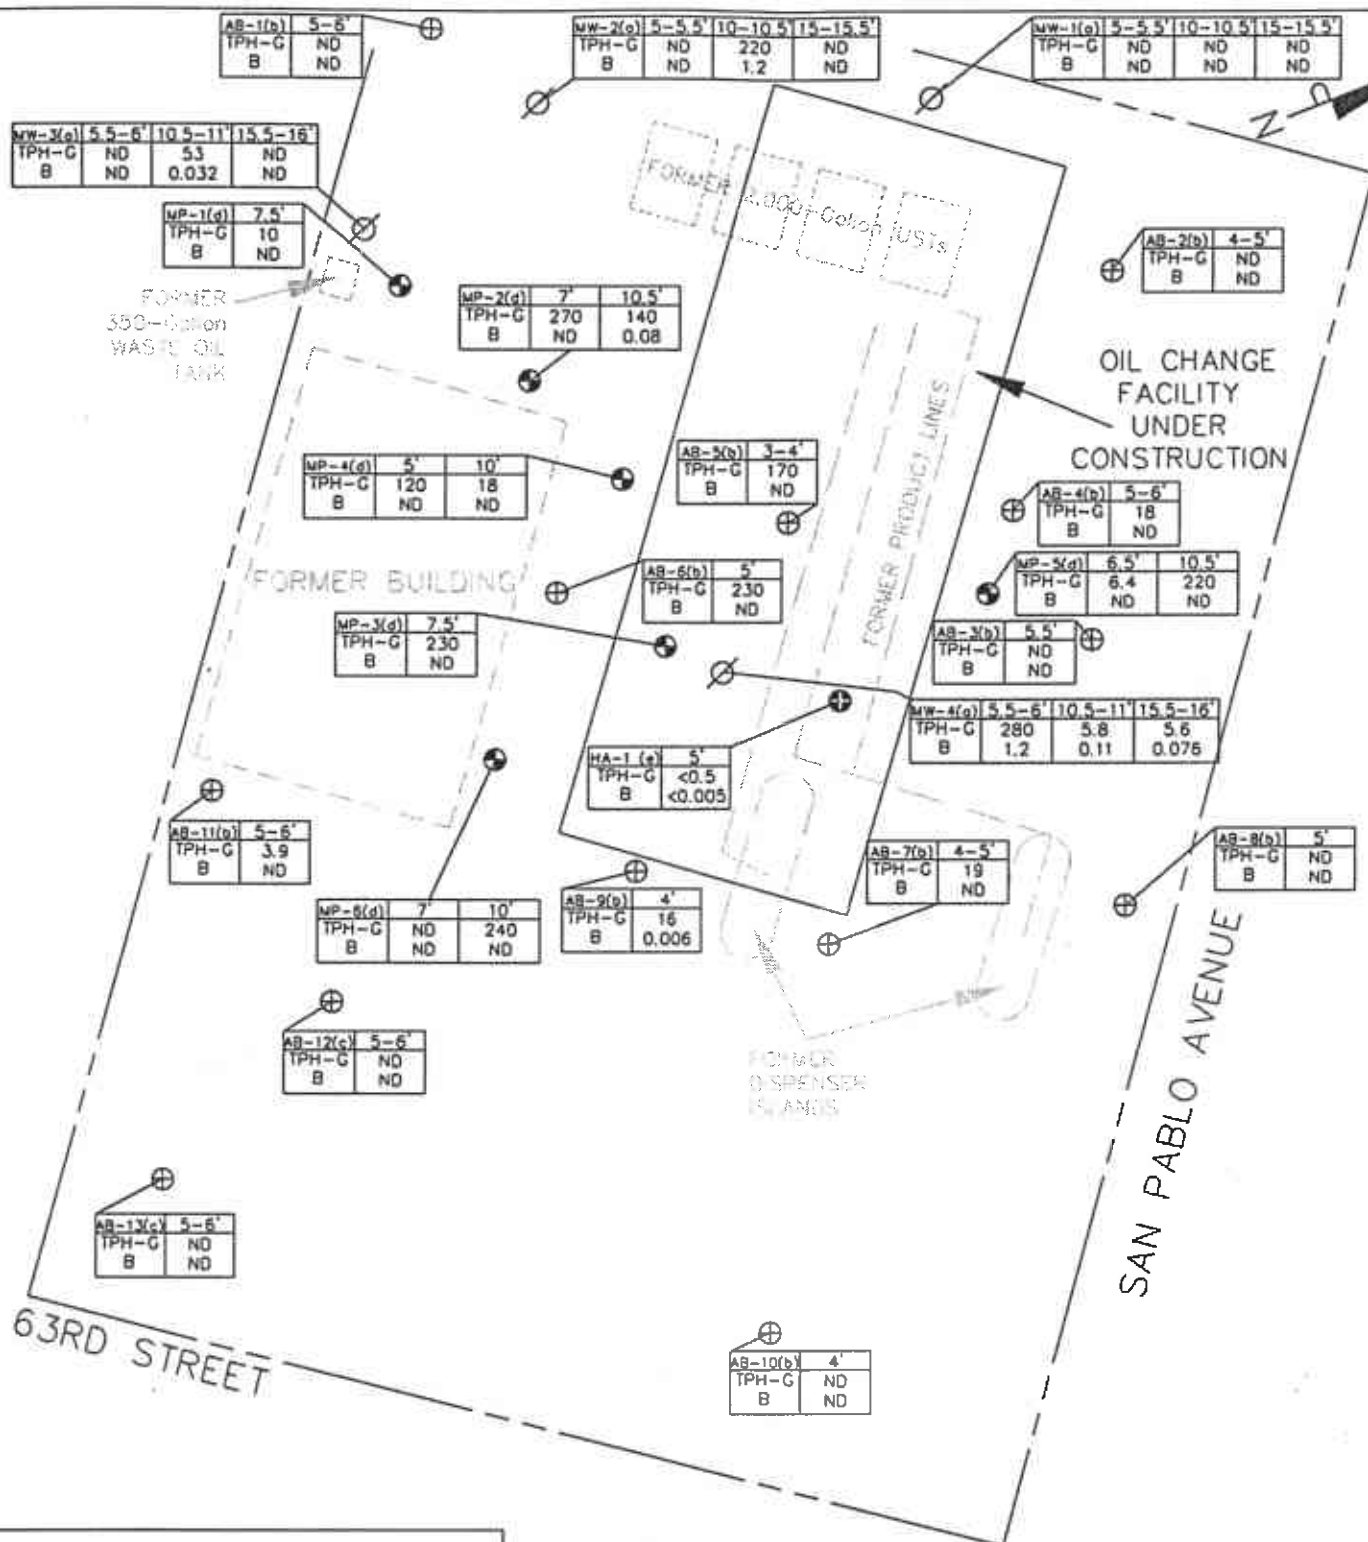 AB-1(b) 5-6'
TPH-G ND
B ND
MW-2(a) 5-5.5' 10-10.5' 15-15.5'
TPH-G ND 220 ND
B ND 1.2 ND
MW-1(a) 5-5.5' 10-10.5' 15-15.5'
TPH-G ND ND ND
B ND ND ND
N
MW-3(a) 5.5-6' 10.5-11' 15.5-16'
TPH-G ND 53 ND
B ND 0.032 ND
MP-1(d) 7.5'
TPH-G 10
B ND
FORMER
350-Gallon
WASTE OIL
TANK
FORMER 2,000-Gallon USTs
AB-2(b) 4-5'
TPH-G ND
B ND
MP-2(d) 7' 10.5'
TPH-G 270 140
B ND 0.08
OIL CHANGE
FACILITY
UNDER
CONSTRUCTION
FORMER PRODUCT LINES
MP-4(d) 5' 10'
TPH-G 120 18
B ND ND
AB-5(b) 3-4'
TPH-G 170
B ND
AB-4(b) 5-6'
TPH-G 18
B ND
FORMER BUILDING
AB-6(b) 5'
TPH-G 230
B ND
MP-5(d) 6.5' 10.5'
TPH-G 6.4 220
B ND ND
MP-3(d) 7.5'
TPH-G 230
B ND
AB-3(b) 5.5'
TPH-G ND
B ND
MW-4(a) 5.5-6' 10.5-11' 15.5-16'
TPH-G 280 5.8 5.6
B 1.2 0.11 0.076
HA-1 (e) 5'
TPH-G <0.5
B <0.005
AB-11(b) 5-6'
TPH-G 3.9
B ND
AB-7(b) 4-5'
TPH-G 19
B ND
AB-8(b) 5'
TPH-G ND
B ND
MP-6(d) 7' 10'
TPH-G ND 240
B ND ND
AB-9(b) 4'
TPH-G 16
B 0.006
AB-12(c) 5-6'
TPH-G ND
B ND
FORMER
DISPENSER
ISLANDS
SAN PABLO AVENUE
AB-13(c) 5-6'
TPH-G ND
B ND
63RD STREET
AB-10(b) 4'
TPH-G ND
B ND